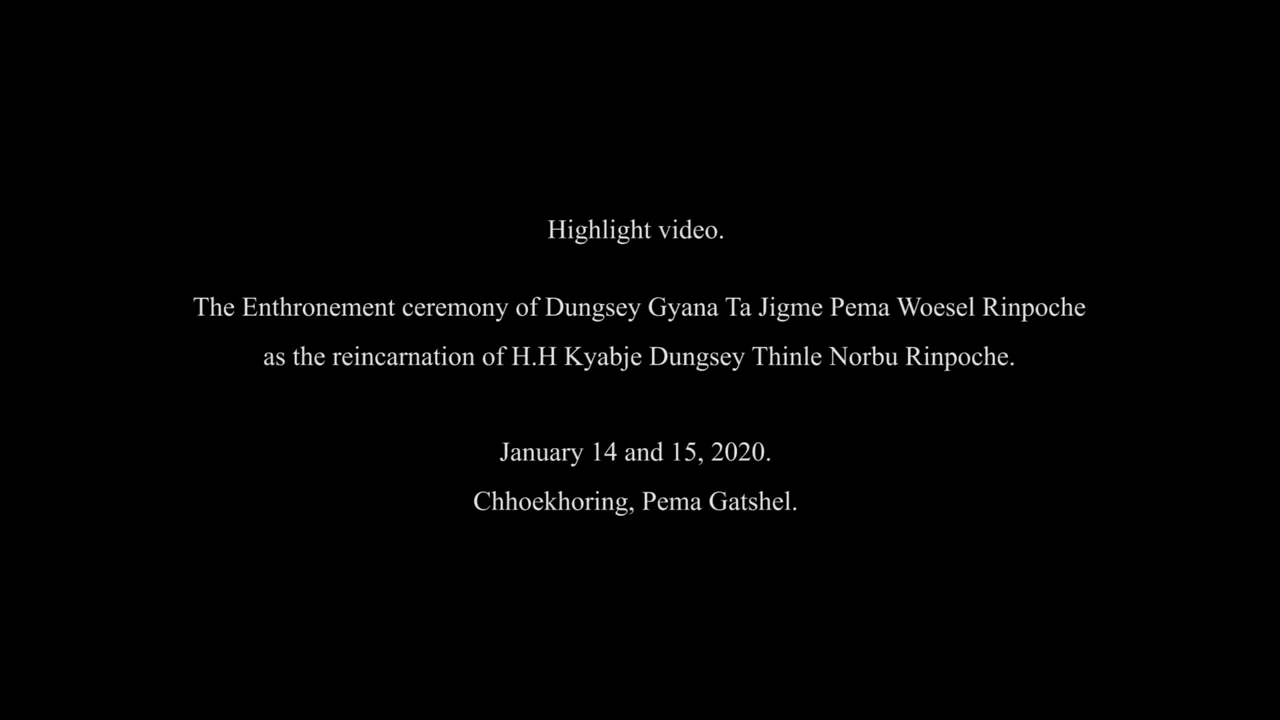 Highlight video.
The Enthronement ceremony of Dungsey Gyana Ta Jigme Pema Woesel Rinpoche
as the reincarnation of H.H Kyabje Dungsey Thinle Norbu Rinpoche.
January 14 and 15, 2020.
Chhoekhoring, Pema Gatshel.